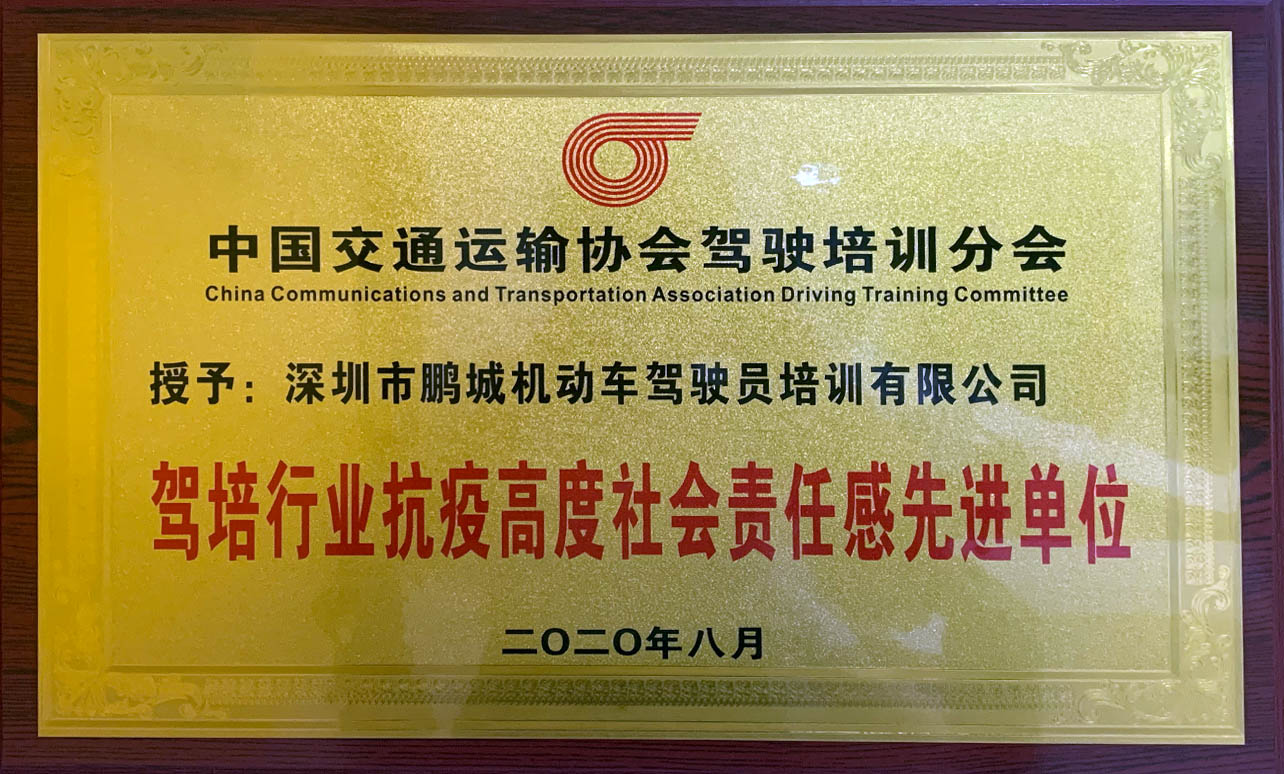 中国交通运输协会驾驶培训分会
China Communications and Transportation Association Driving Training Committee
授予：深圳市鹏城机动车驾驶员培训有限公司
驾培行业抗疫高度社会责任感先进单位
二〇二〇年八月